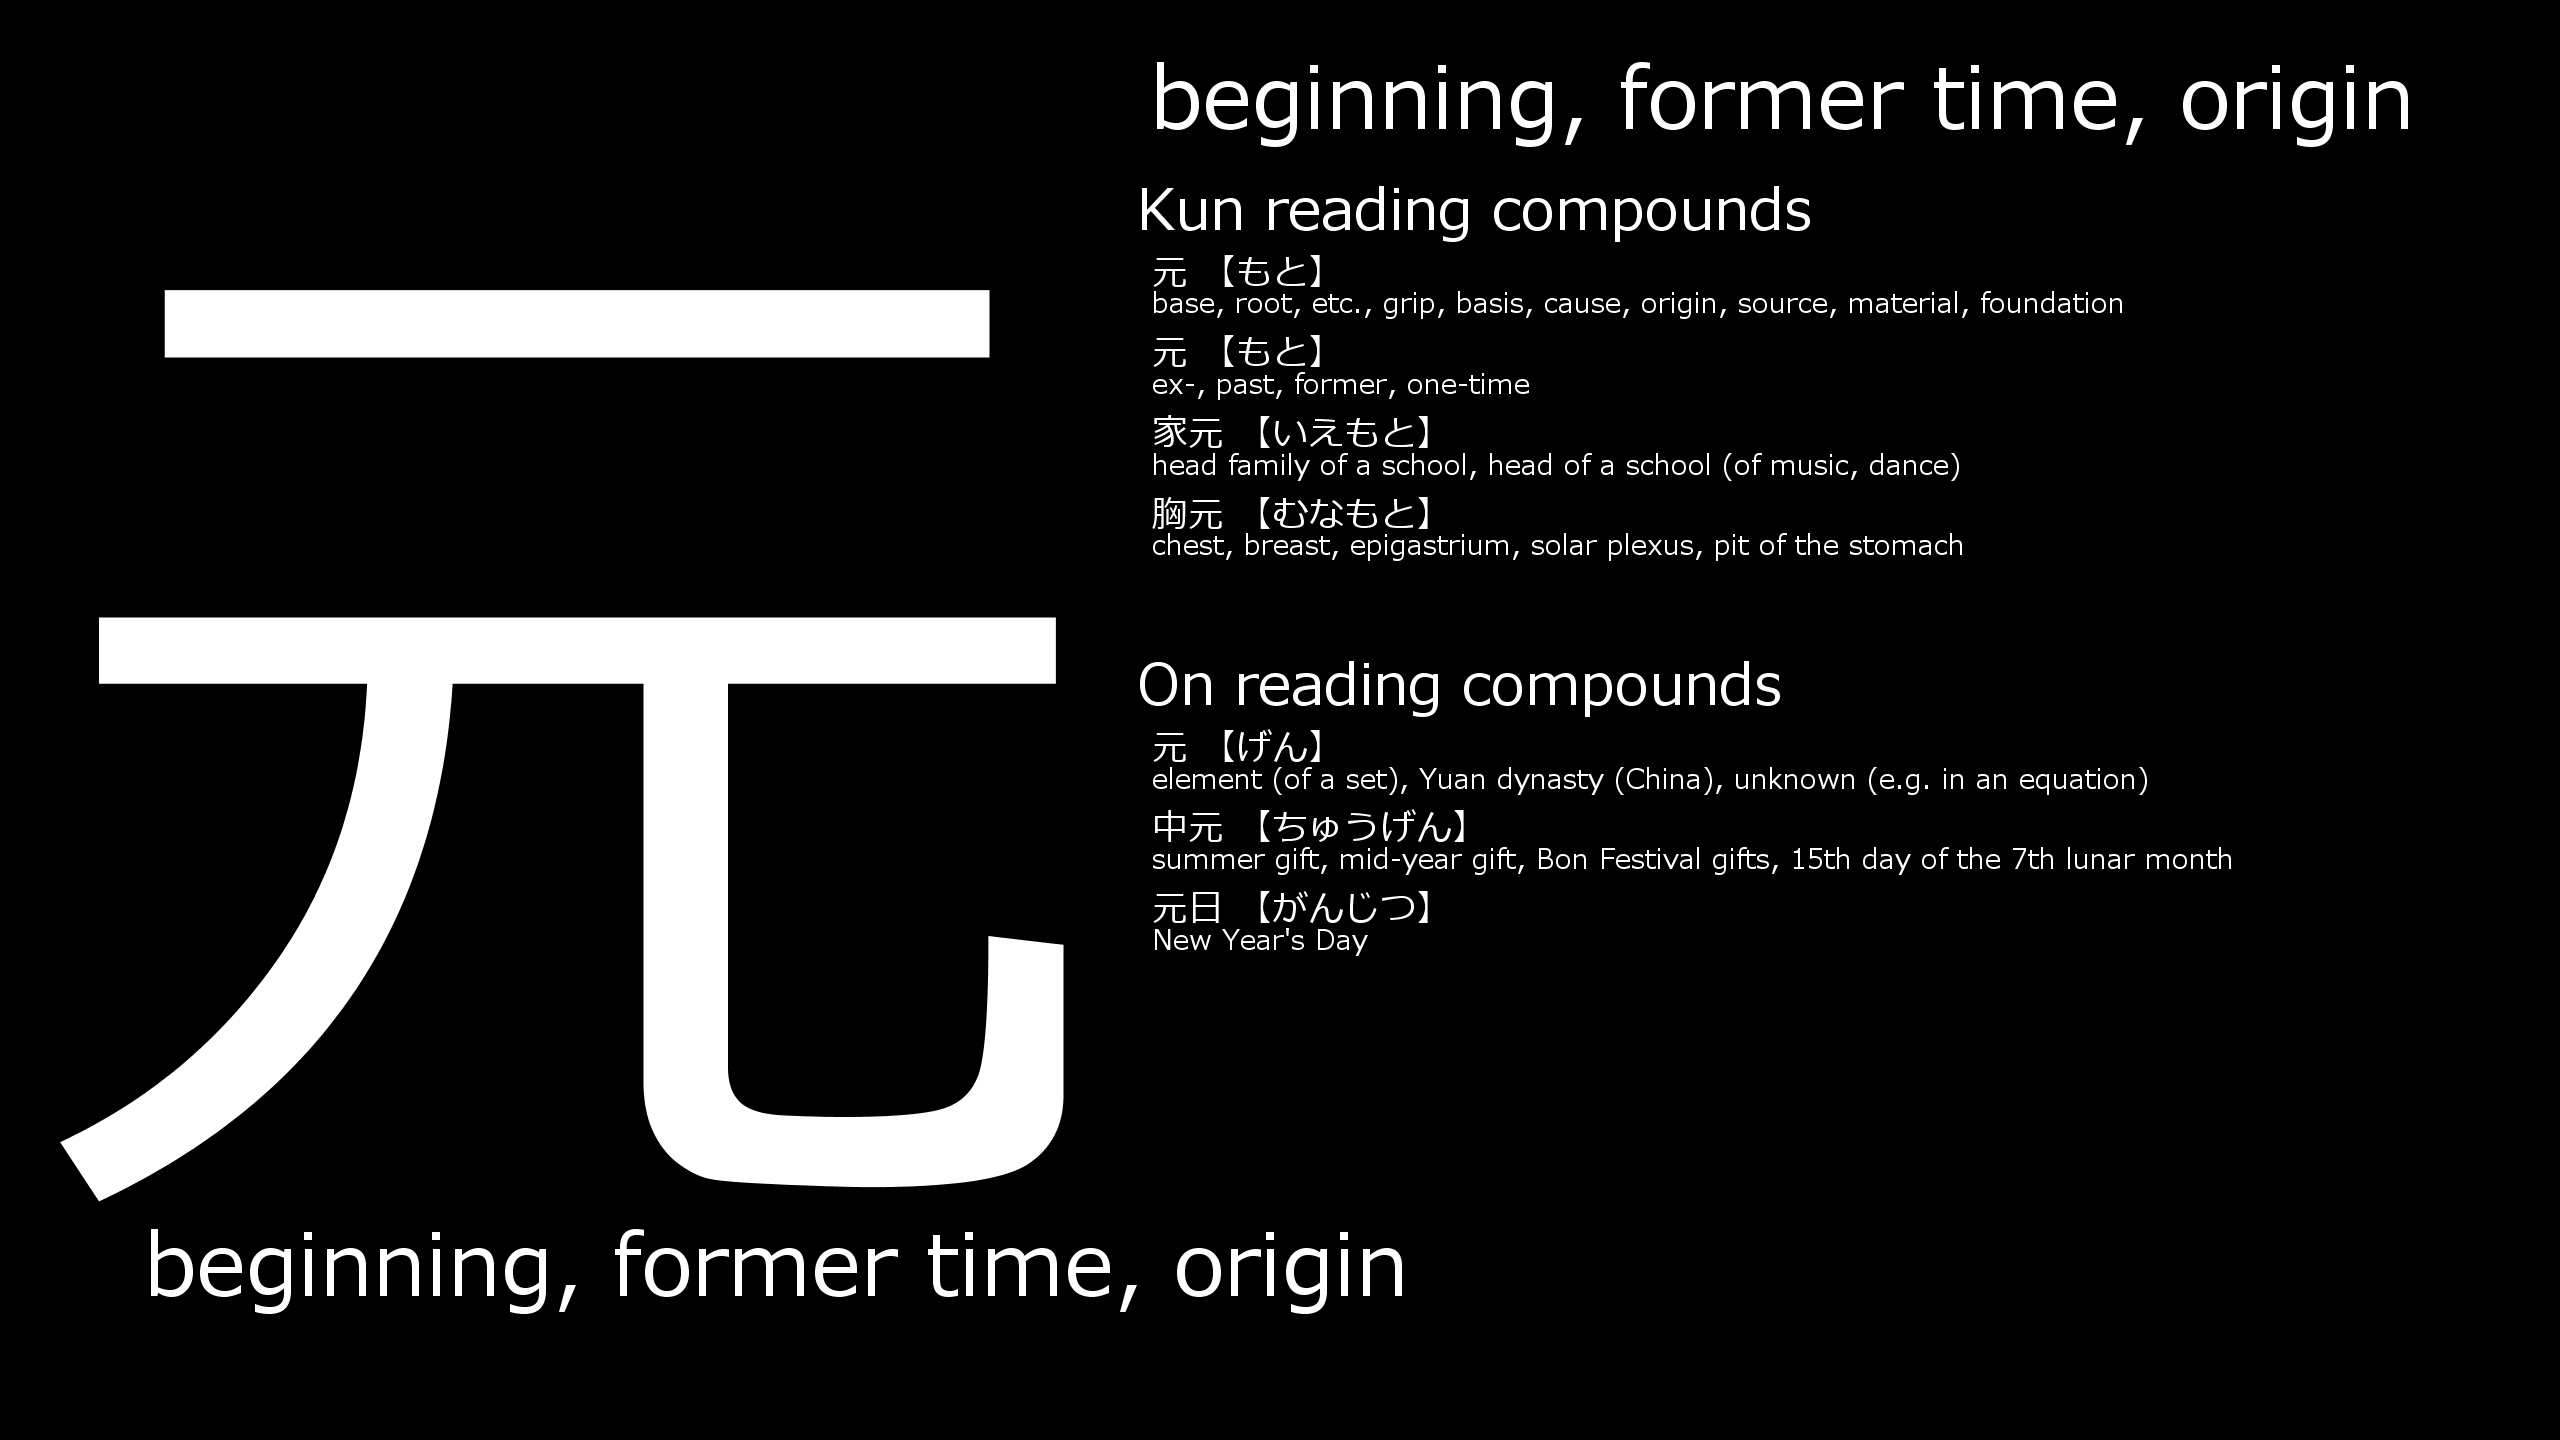 元
beginning, former time, origin
beginning, former time, origin
Kun reading compounds
元 【もと】
base, root, etc., grip, basis, cause, origin, source, material, foundation
元 【もと】
ex-, past, former, one-time
家元 【いえもと】
head family of a school, head of a school (of music, dance)
胸元 【むなもと】
chest, breast, epigastrium, solar plexus, pit of the stomach
On reading compounds
元 【げん】
element (of a set), Yuan dynasty (China), unknown (e.g. in an equation)
中元 【ちゅうげん】
summer gift, mid-year gift, Bon Festival gifts, 15th day of the 7th lunar month
元日 【がんじつ】
New Year's Day